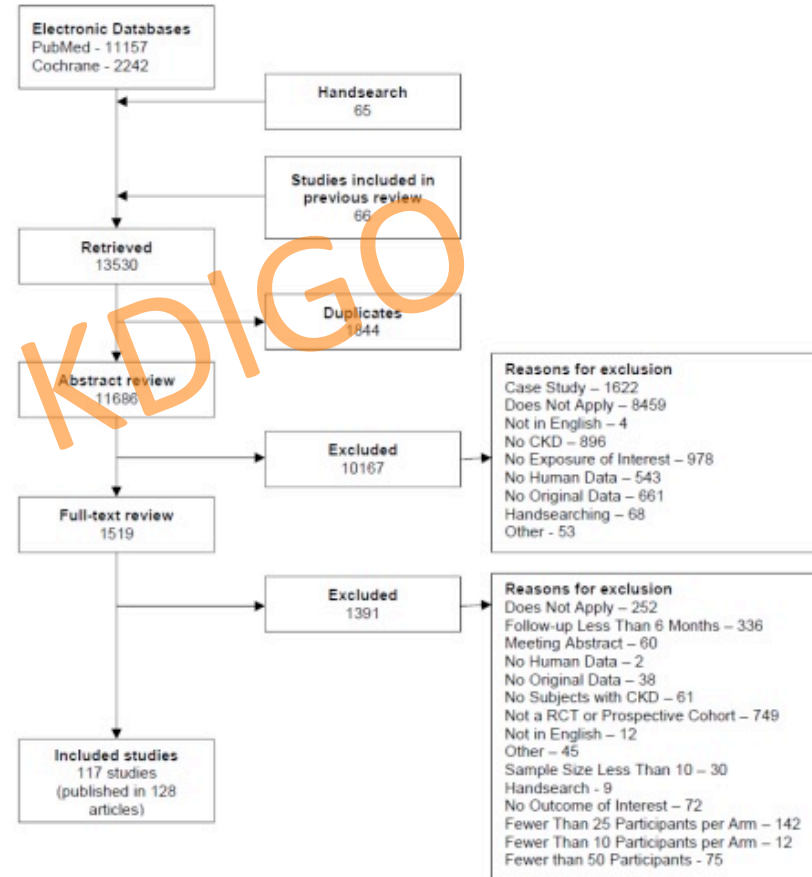 Electronic Databases
PubMed - 11157
Cochrane - 2242
Handsearch
65
Studies included in
previous review
66
Retrieved
13530
Duplicates
1844
Abstract review
11686
Excluded
10167
Reasons for exclusion
Case Study – 1622
Does Not Apply – 8459
Not in English – 4
No CKD – 896
No Exposure of Interest – 978
No Human Data – 543
No Original Data – 661
Handsearching – 68
Other - 53
Full-text review
1519
Excluded
1391
Reasons for exclusion
Does Not Apply – 252
Follow-up Less Than 6 Months – 336
Meeting Abstract – 60
No Human Data – 2
No Original Data – 38
No Subjects with CKD – 61
Not a RCT or Prospective Cohort – 749
Not in English – 12
Other – 45
Sample Size Less Than 10 – 30
Handsearch - 9
No Outcome of Interest – 72
Fewer Than 25 Participants per Arm – 142
Fewer Than 10 Participants per Arm – 12
Fewer than 50 Participants - 75
Included studies
117 studies
(published in 128
articles)
KDIGO